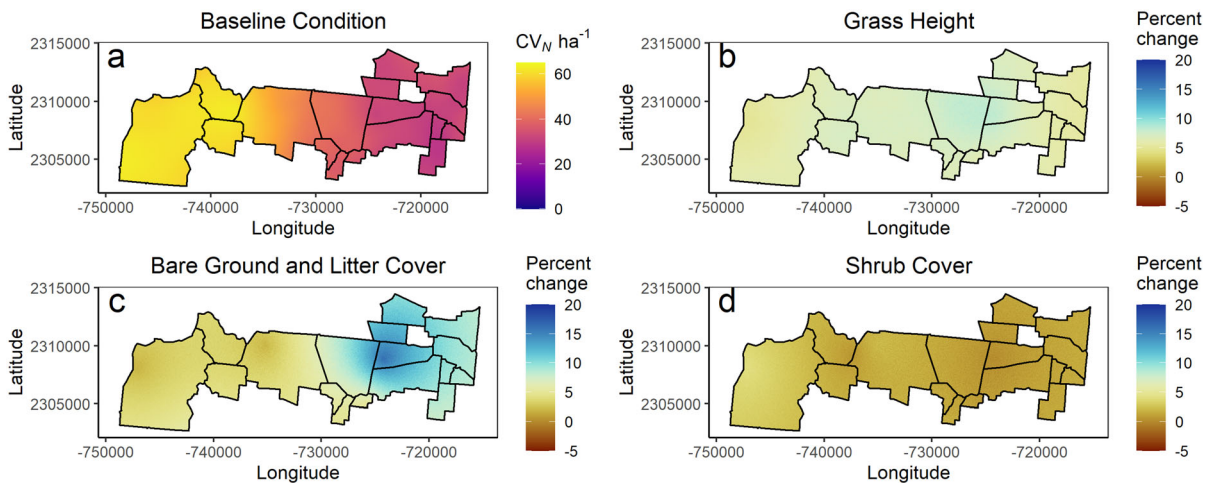 Baseline Condition
a
CV_N ha⁻¹
60
40
20
0
2315000
2310000
2305000
Latitude
-750000 -740000 -730000 -720000
Longitude
Grass Height
b
Percent
change
20
15
10
5
0
-5
2315000
2310000
2305000
Latitude
-750000 -740000 -730000 -720000
Longitude
Bare Ground and Litter Cover
c
Percent
change
20
15
10
5
0
-5
2315000
2310000
2305000
Latitude
-750000 -740000 -730000 -720000
Longitude
Shrub Cover
d
Percent
change
20
15
10
5
0
-5
2315000
2310000
2305000
Latitude
-750000 -740000 -730000 -720000
Longitude